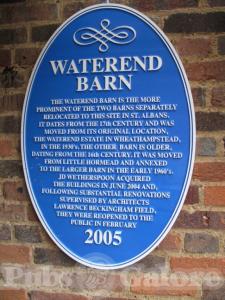 WATEREND
BARN
THE WATEREND BARN IS THE MORE
PROMINENT OF THE TWO BARNS SEPARATELY
RELOCATED TO THIS SITE IN ST. ALBANS.
IT DATES FROM THE 17TH CENTURY AND WAS
MOVED FROM ITS ORIGINAL LOCATION,
THE WATEREND ESTATE IN WHEATHAMPSTEAD,
IN THE 1930's. THE OTHER BARN IS OLDER,
DATING FROM THE 16TH CENTURY. IT WAS MOVED
FROM LITTLE HORMEAD AND ANNEXED
TO THE LARGER BARN IN THE EARLY 1960's.
JD WETHERSPOON ACQUIRED
THE BUILDINGS IN JUNE 2004 AND,
FOLLOWING SUBSTANTIAL RENOVATIONS
SUPERVISED BY ARCHITECTS
LAWRENCE BECKINGHAM FIELD,
THEY WERE REOPENED TO THE
PUBLIC IN FEBRUARY
2005